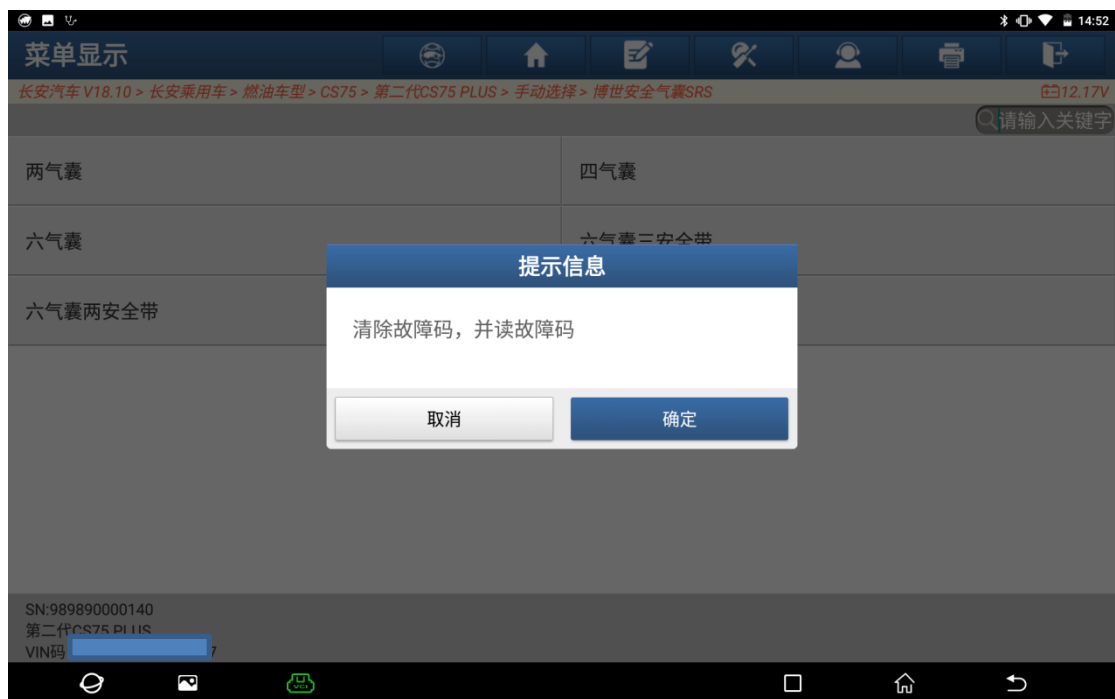 14:52
菜单显示
长安汽车 V18.10 > 长安乘用车 > 燃油车型 > CS75 > 第二代CS75 PLUS > 手动选择 > 博世安全气囊SRS
12.17V
请输入关键字
两气囊
四气囊
六气囊
六气囊三安全带
提示信息
六气囊两安全带
清除故障码，并读故障码
取消
确定
SN:989890000140
第二代CS75 PLUS
VIN码 7
VCI